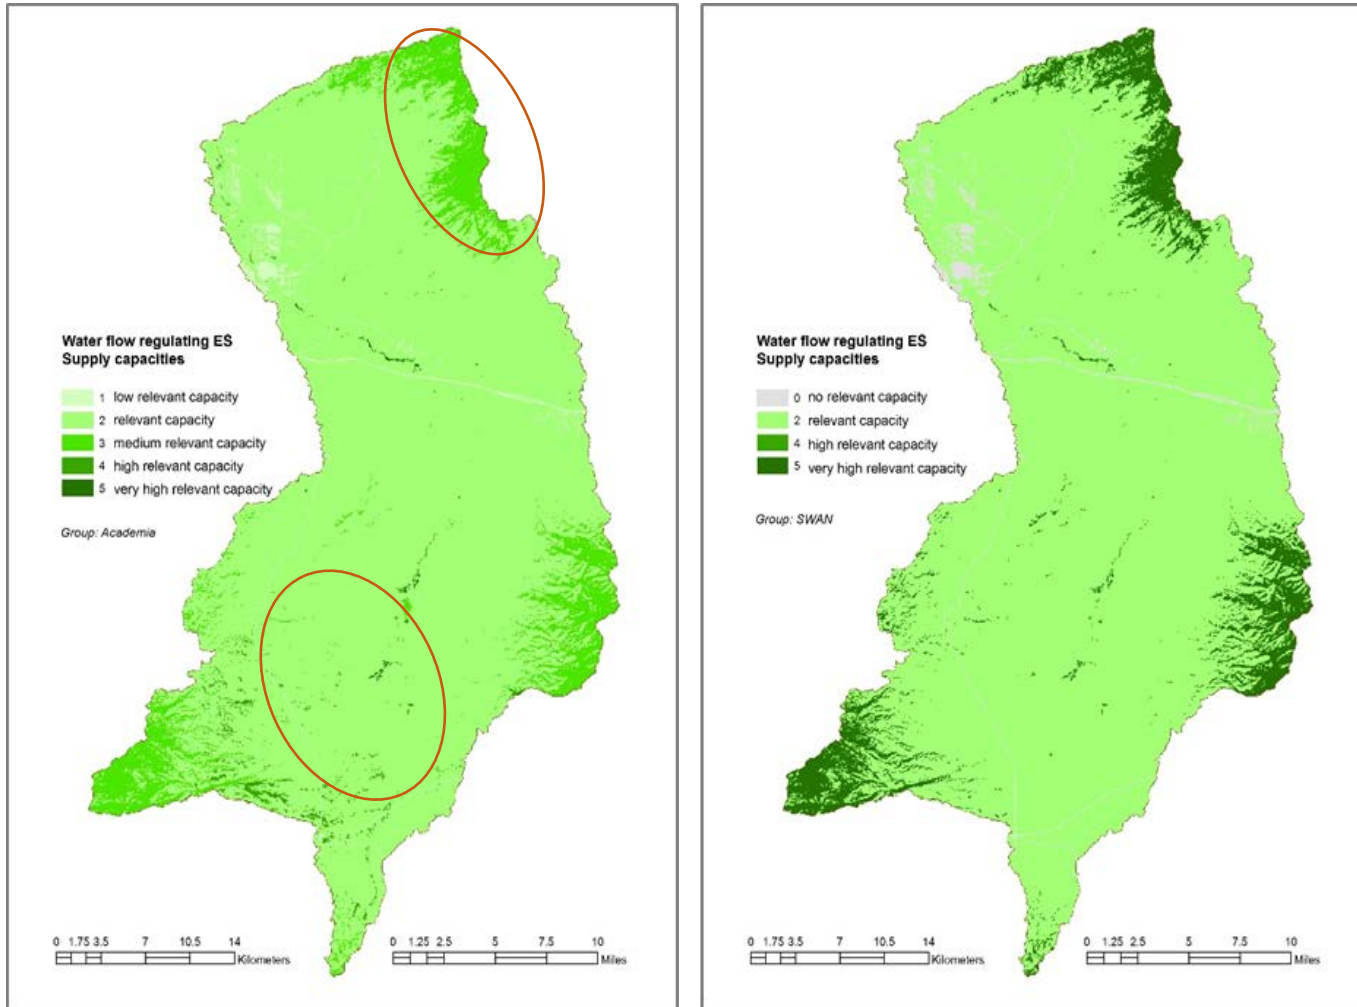 Water flow regulating ES
Supply capacities
1 low relevant capacity
2 relevant capacity
3 medium relevant capacity
4 high relevant capacity
5 very high relevant capacity
Group: Academia
0 1.75 3.5 7 10.5 14
Kilometers
0 1.25 2.5 5 7.5 10
Miles
Water flow regulating ES
Supply capacities
0 no relevant capacity
2 relevant capacity
4 high relevant capacity
5 very high relevant capacity
Group: SWAN
0 1.75 3.5 7 10.5 14
Kilometers
0 1.25 2.5 5 7.5 10
Miles